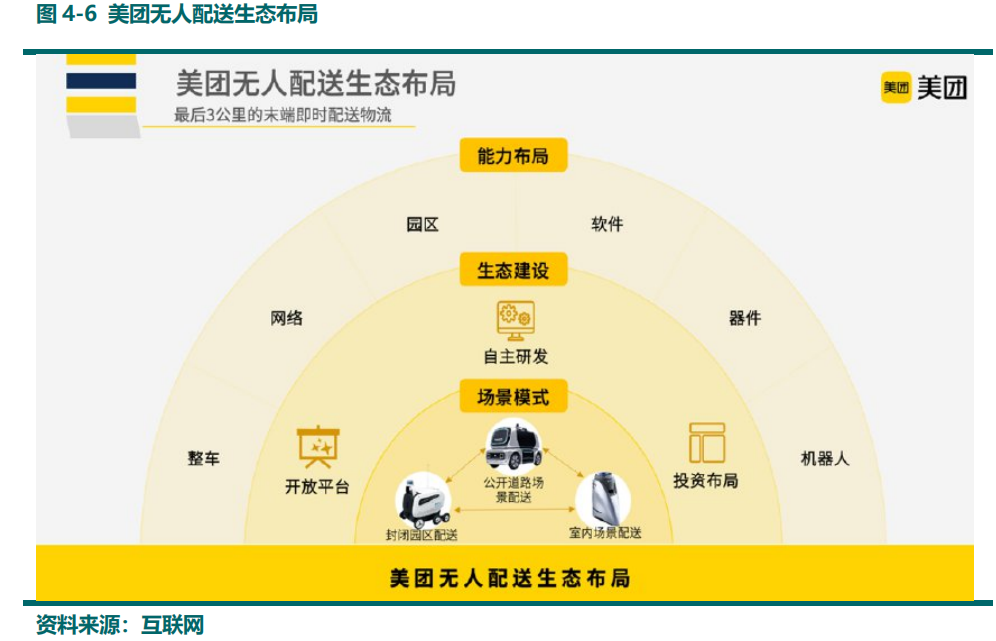 图 4-6 美团无人配送生态布局
美团无人配送生态布局
最后3公里的末端即时配送物流
美团 美团
能力布局
园区
软件
网络
器件
整车
机器人
生态建设
自主研发
开放平台
投资布局
场景模式
公开道路场
景配送
封闭园区配送
室内场景配送
美团无人配送生态布局
资料来源：互联网